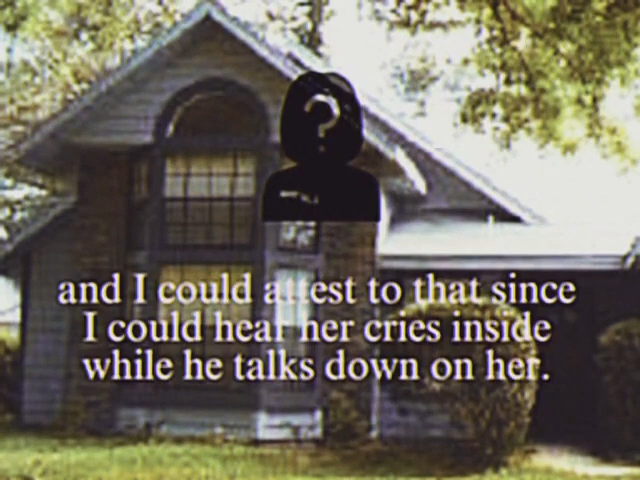 ?
and I could attest to that since
I could hear her cries inside
while he talks down on her.